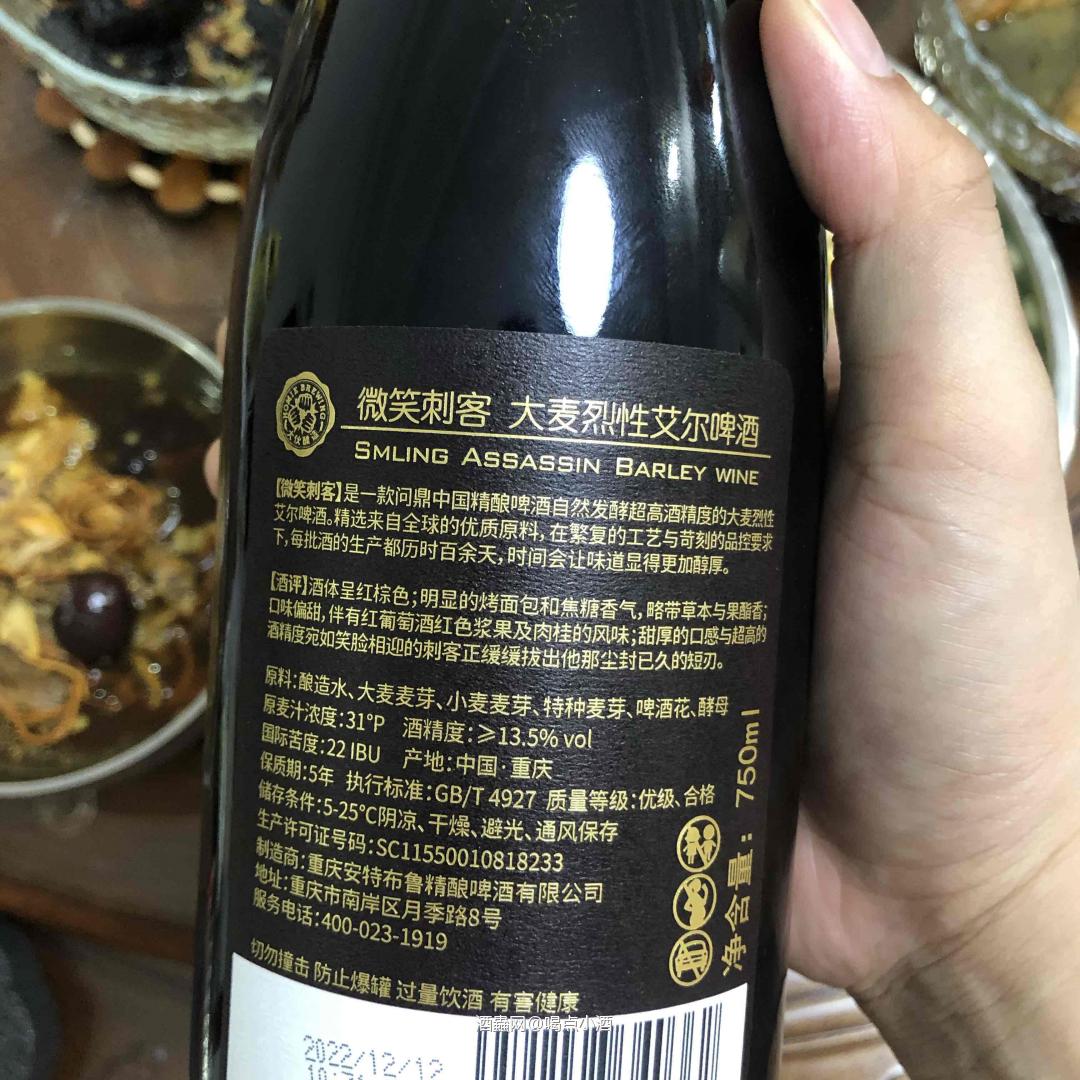 HOMIE BREWING
大伙酿造
微笑刺客 大麦烈性艾尔啤酒
SMLING ASSASSIN BARLEY WINE
【微笑刺客】是一款问鼎中国精酿啤酒自然发酵超高酒精度的大麦烈性
艾尔啤酒。精选来自全球的优质原料,在繁复的工艺与苛刻的品控要求
下,每批酒的生产都历时百余天,时间会让味道显得更加醇厚。
【酒评】酒体呈红棕色;明显的烤面包和焦糖香气,略带草本与果酯香;
口味偏甜,伴有红葡萄酒红色浆果及肉桂的风味;甜厚的口感与超高的
酒精度宛如笑脸相迎的刺客正缓缓拔出他那尘封已久的短刃。
原料:酿造水、大麦麦芽、小麦麦芽、特种麦芽、啤酒花、酵母
原麦汁浓度:31°P 酒精度:≥13.5% vol
国际苦度:22 IBU 产地:中国·重庆
保质期:5年 执行标准:GB/T 4927 质量等级:优级、合格
储存条件:5-25℃阴凉、干燥、避光、通风保存
生产许可证号码:SC11550010818233
制造商:重庆安特布鲁精酿啤酒有限公司
地址:重庆市南岸区月季路8号
服务电话:400-023-1919
切勿撞击 防止爆罐 过量饮酒 有害健康
净含量:750ml
2022/12/12
酒蟲网@喝点小酒